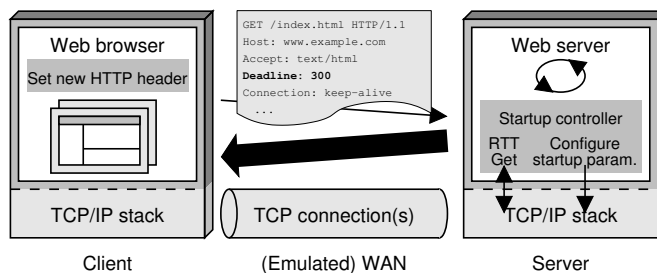 Web browser
Set new HTTP header
TCP/IP stack
Client
GET /index.html HTTP/1.1
Host: www.example.com
Accept: text/html
Deadline: 300
Connection: keep-alive
...
TCP connection(s)
(Emulated) WAN
Web server
Startup controller
RTT Configure
Get startup param.
TCP/IP stack
Server